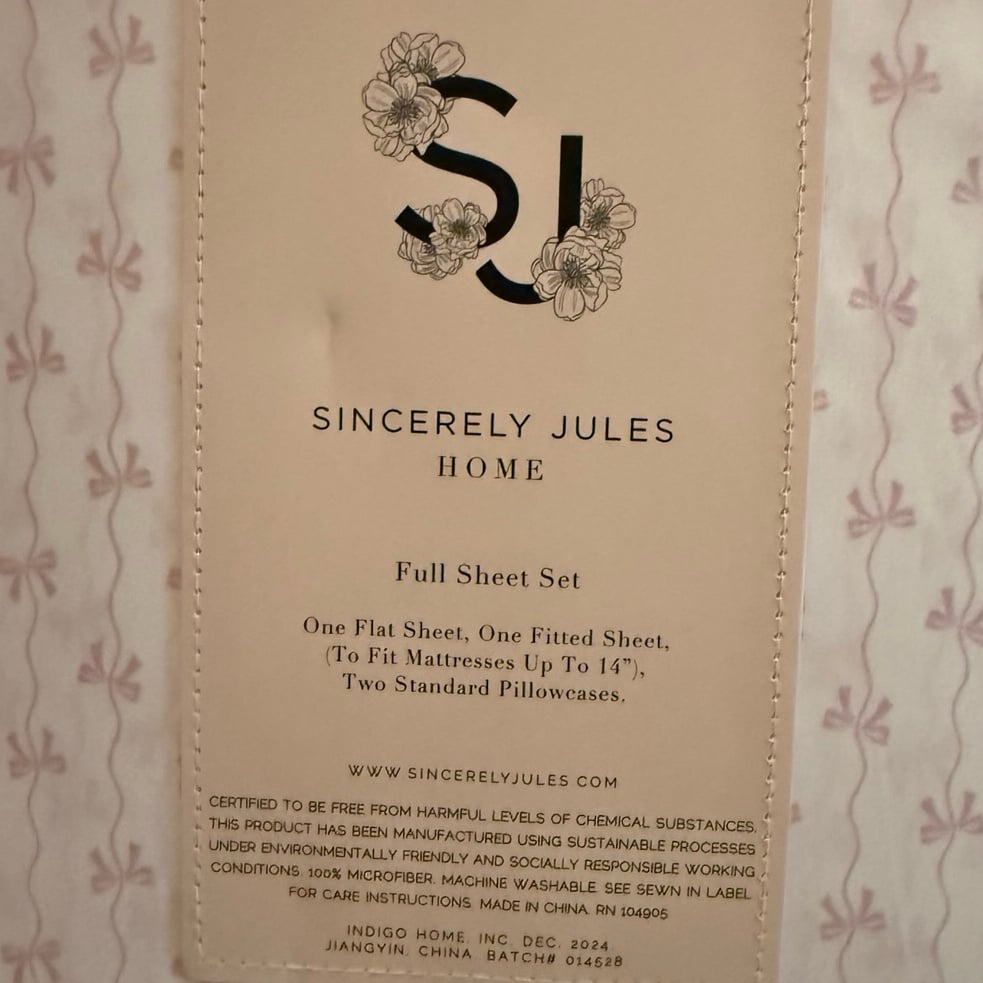 SJ
SINCERELY JULES
HOME
Full Sheet Set
One Flat Sheet, One Fitted Sheet,
(To Fit Mattresses Up To 14”),
Two Standard Pillowcases.
WWW.SINCERELYJULES.COM
CERTIFIED TO BE FREE FROM HARMFUL LEVELS OF CHEMICAL SUBSTANCES.
THIS PRODUCT HAS BEEN MANUFACTURED USING SUSTAINABLE PROCESSES
UNDER ENVIRONMENTALLY FRIENDLY AND SOCIALLY RESPONSIBLE WORKING
CONDITIONS. 100% MICROFIBER. MACHINE WASHABLE. SEE SEWN IN LABEL
FOR CARE INSTRUCTIONS. MADE IN CHINA. RN 104905
INDIGO HOME, INC. DEC. 2024.
JIANGYIN, CHINA. BATCH# 014528